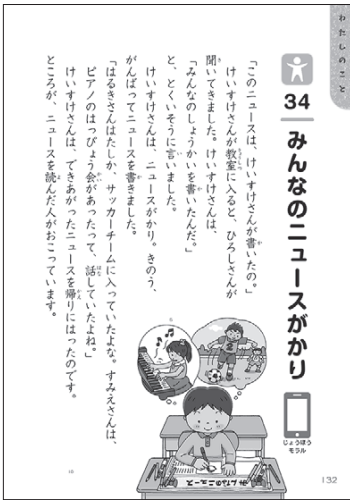 わたしのこと
34
みんなのニュースがかり
じょうほう
モラル
「このニュースは、けいすけさんが書いたの。」
けいすけさんが教室に入ると、ひろしさんが
聞いてきました。けいすけさんは、
「みんなのしょうかいを書いたんだ。」
と、とくいそうに言いました。
けいすけさんは、ニュースがかり。きのう、
がんばってニュースを書きました。
「はるきさんはたしか、サッカーチームに入っていたよな。すみえさんは、
ピアノのはっぴょう会があったって、話していたよね。」
けいすけさんは、できあがったニュースを帰りにはったのです。
ところが、ニュースを読んだ人がおこっています。
みんなのニュース
132